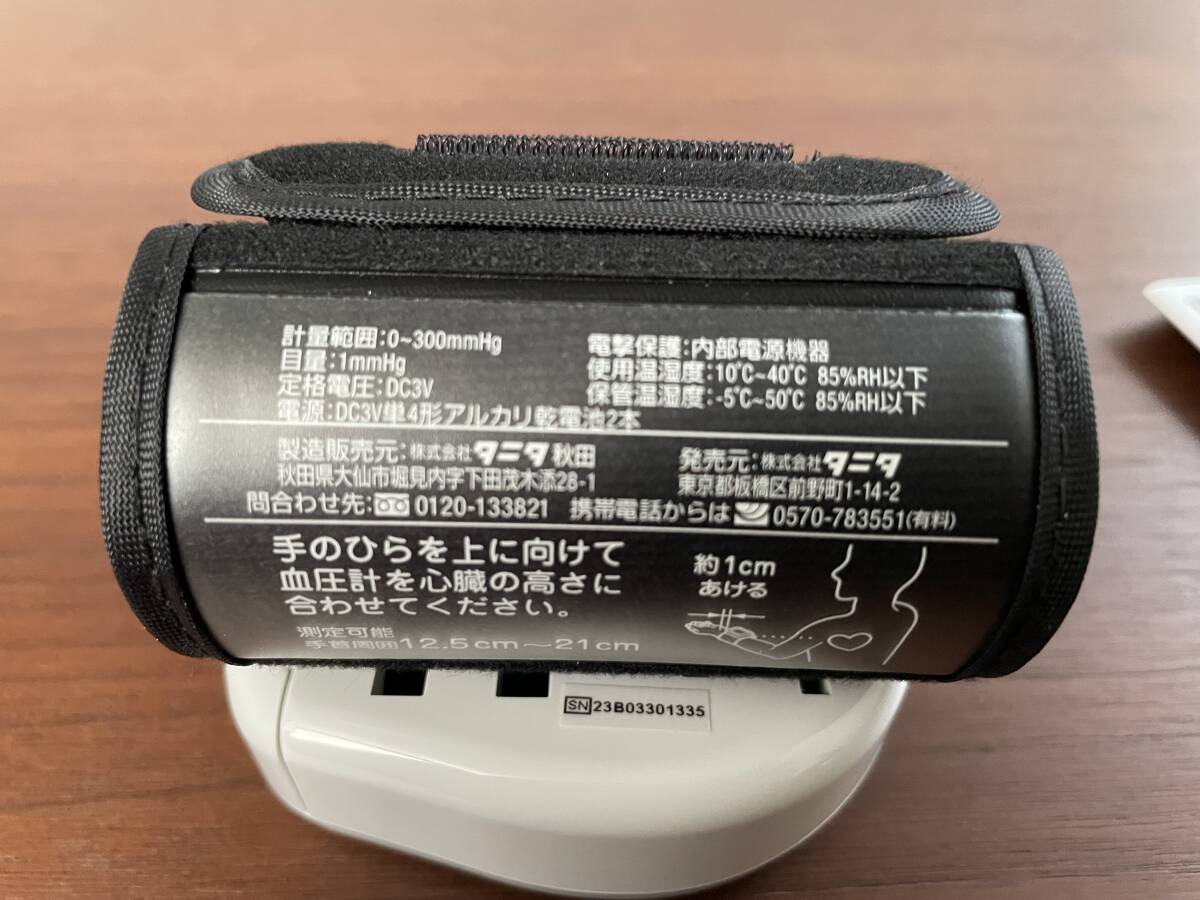 計量範囲:0~300mmHg
目量:1mmHg
定格電圧:DC3V
電源:DC3V単4形アルカリ乾電池2本
電撃保護:内部電源機器
使用温湿度:10℃~40℃ 85%RH以下
保管温湿度:-5℃~50℃ 85%RH以下
製造販売元:株式会社タニタ秋田
秋田県大仙市堀見内字下田茂木添28-1
発売元:株式会社タニタ
東京都板橋区前野町1-14-2
問合わせ先: 0120-133821 携帯電話からは 0570-783551(有料)
手のひらを上に向けて
血圧計を心臓の高さに
合わせてください。
測定可能
手首周囲12.5cm～21cm
約1cm
あける
SN 23B03301335